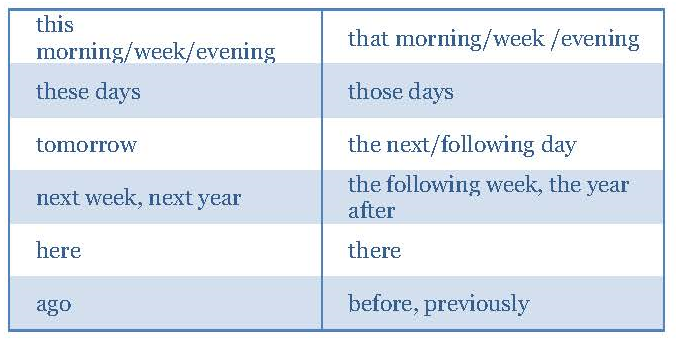 this
morning/week/evening
that morning/week /evening
these days
those days
tomorrow
the next/following day
next week, next year
the following week, the year
after
here
there
ago
before, previously